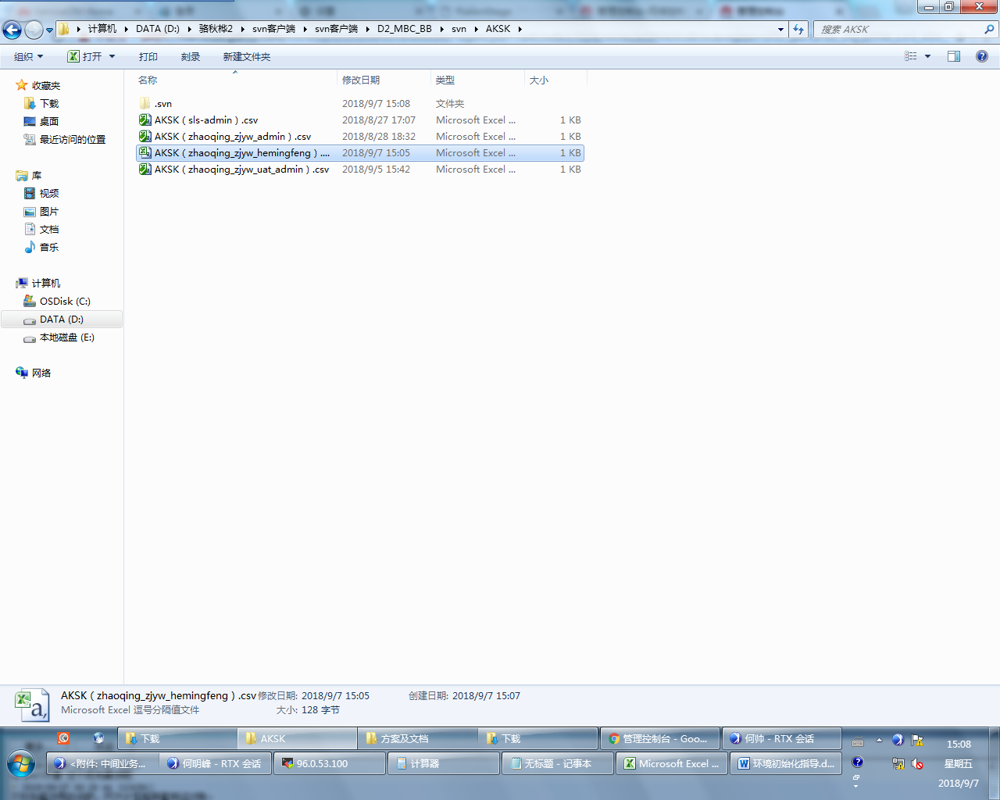 计算机 DATA (D:) 骆秋桦2 svn客户端 svn客户端 D2_MBC_BB svn AKSK
搜索 AKSK
组织 打开 打印 刻录 新建文件夹
名称 修改日期 类型 大小
.svn 2018/9/7 15:08 文件夹
AKSK（sls-admin）.csv 2018/8/27 17:07 Microsoft Excel ... 1 KB
AKSK（zhaoqing_zjyw_admin）.csv 2018/8/28 18:32 Microsoft Excel ... 1 KB
AKSK（zhaoqing_zjyw_hemingfeng）.... 2018/9/7 15:05 Microsoft Excel ... 1 KB
AKSK（zhaoqing_zjyw_uat_admin）.csv 2018/9/5 15:42 Microsoft Excel ... 1 KB
收藏夹
下载
桌面
最近访问的位置
库
视频
图片
文档
音乐
计算机
OSDisk (C:)
DATA (D:)
本地磁盘 (E:)
网络
AKSK（zhaoqing_zjyw_hemingfeng）.csv 修改日期: 2018/9/7 15:05 创建日期: 2018/9/7 15:07
Microsoft Excel 逗号分隔值文件 大小: 128 字节
下载 AKSK 方案及文档 下载 管理控制台 - Goo... 何帅 - RTX 会话
<附件: 中间业务... 何明峰 - RTX 会话 96.0.53.100 计算器 无标题 - 记事本 Microsoft Excel ... 环境初始化指导.d...
15:08
星期五
2018/9/7